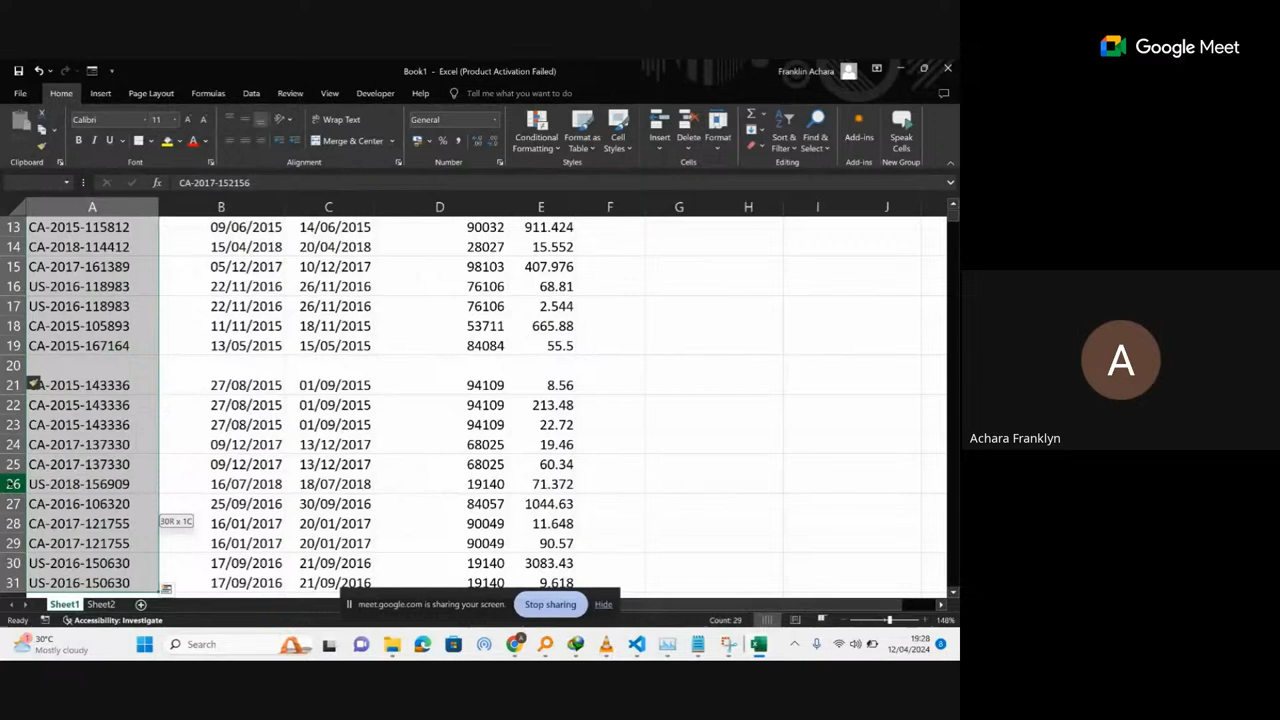 Google Meet
Book1 - Excel (Product Activation Failed)
Franklin Achara
File Home Insert Page Layout Formulas Data Review View Developer Help Tell me what you want to do
Calibri 11 A A Wrap Text General Conditional Formatting Format as Table Cell Styles Insert Delete Format Sort & Filter Find & Select Add-ins Speak Cells
B I U A Merge & Center % ,
Clipboard Font Alignment Number Styles Cells Editing Add-ins New Group
fx CA-2017-152156
A B C D E F G H I J
13 CA-2015-115812 09/06/2015 14/06/2015 90032 911.424
14 CA-2018-114412 15/04/2018 20/04/2018 28027 15.552
15 CA-2017-161389 05/12/2017 10/12/2017 98103 407.976
16 US-2016-118983 22/11/2016 26/11/2016 76106 68.81
17 US-2016-118983 22/11/2016 26/11/2016 76106 2.544
18 CA-2015-105893 11/11/2015 18/11/2015 53711 665.88
19 CA-2015-167164 13/05/2015 15/05/2015 84084 55.5
20
21 A-2015-143336 27/08/2015 01/09/2015 94109 8.56
22 CA-2015-143336 27/08/2015 01/09/2015 94109 213.48
23 CA-2015-143336 27/08/2015 01/09/2015 94109 22.72
24 CA-2017-137330 09/12/2017 13/12/2017 68025 19.46
25 CA-2017-137330 09/12/2017 13/12/2017 68025 60.34
26 US-2018-156909 16/07/2018 18/07/2018 19140 71.372
27 CA-2016-106320 25/09/2016 30/09/2016 84057 1044.63
28 CA-2017-121755 30R x 1C 16/01/2017 20/01/2017 90049 11.648
29 CA-2017-121755 16/01/2017 20/01/2017 90049 90.57
30 US-2016-150630 17/09/2016 21/09/2016 19140 3083.43
31 US-2016-150630 17/09/2016 21/09/2016 19140 9.618
Sheet1 Sheet2 meet.google.com is sharing your screen. Stop sharing Hide
Ready Accessibility: Investigate Count: 29 148%
30°C
Mostly cloudy
1
Search
19:28
12/04/2024
8
A
Achara Franklyn